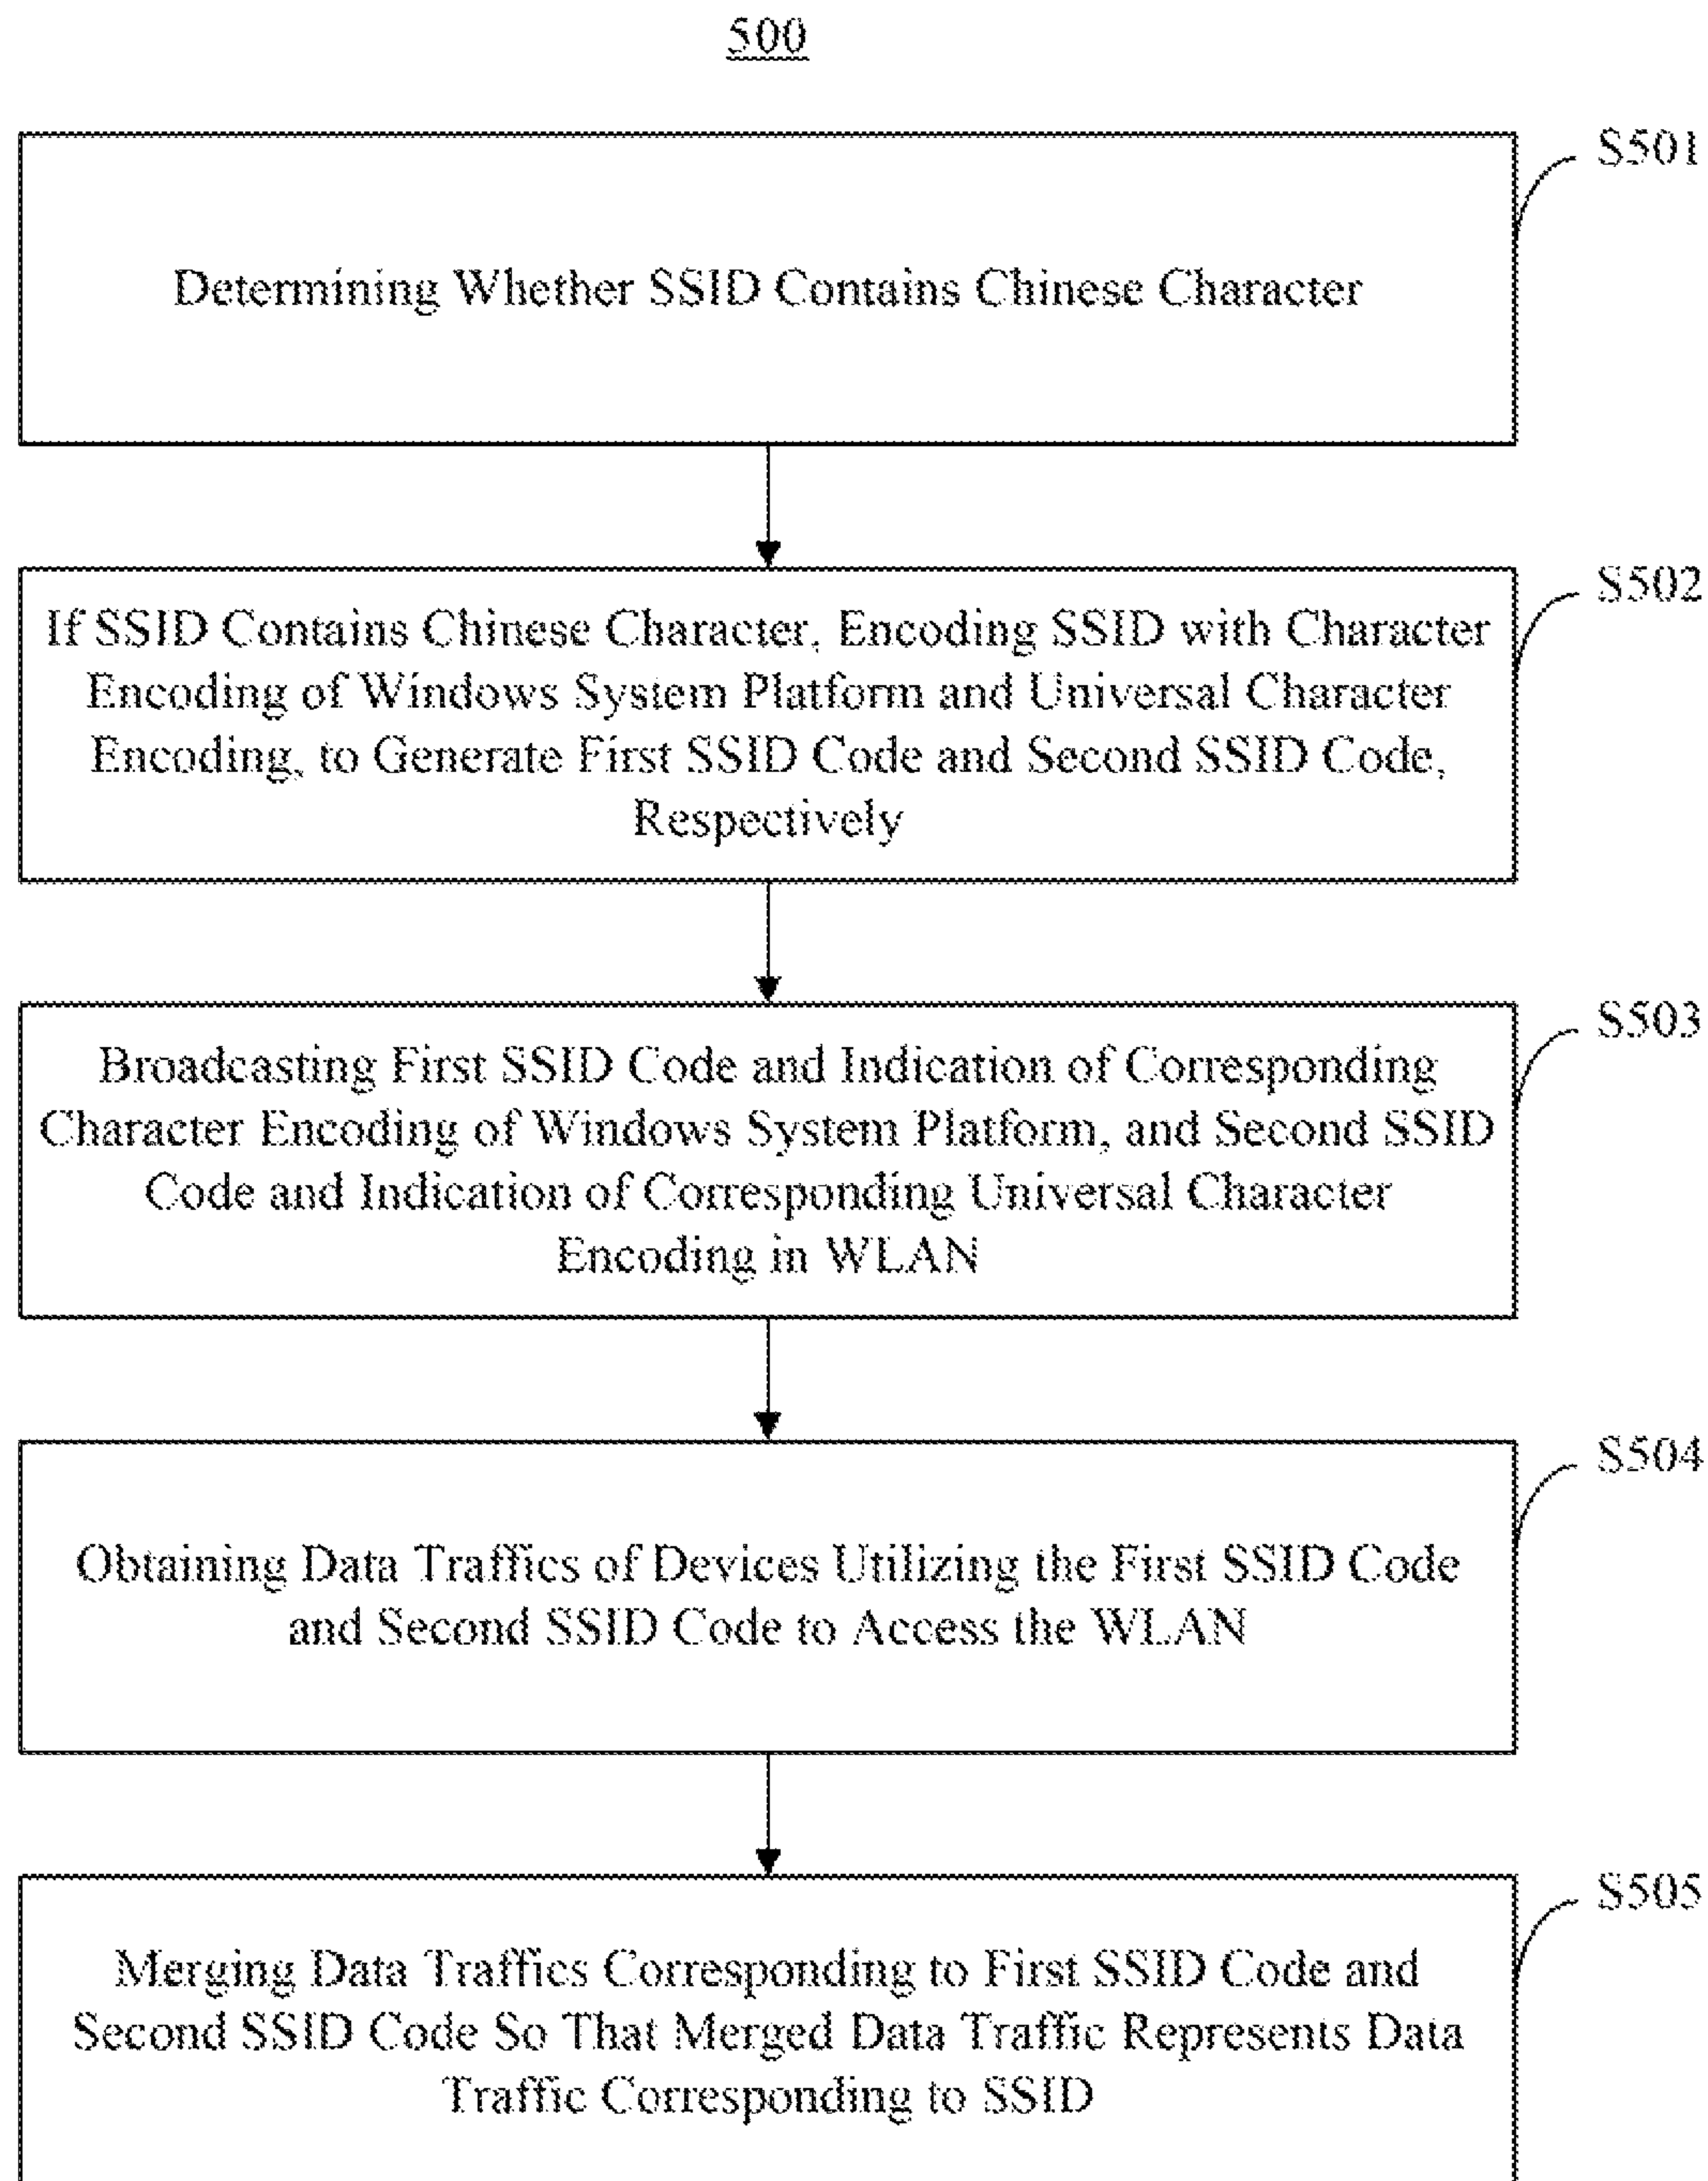 500
S501
Determining Whether SSID Contains Chinese Character
S502
If SSID Contains Chinese Character, Encoding SSID with Character
Encoding of Windows System Platform and Universal Character
Encoding, to Generate First SSID Code and Second SSID Code,
Respectively
S503
Broadcasting First SSID Code and Indication of Corresponding
Character Encoding of Windows System Platform, and Second SSID
Code and Indication of Corresponding Universal Character
Encoding in WLAN
S504
Obtaining Data Traffics of Devices Utilizing the First SSID Code
and Second SSID Code to Access the WLAN
S505
Merging Data Traffics Corresponding to First SSID Code and
Second SSID Code So That Merged Data Traffic Represents Data
Traffic Corresponding to SSID